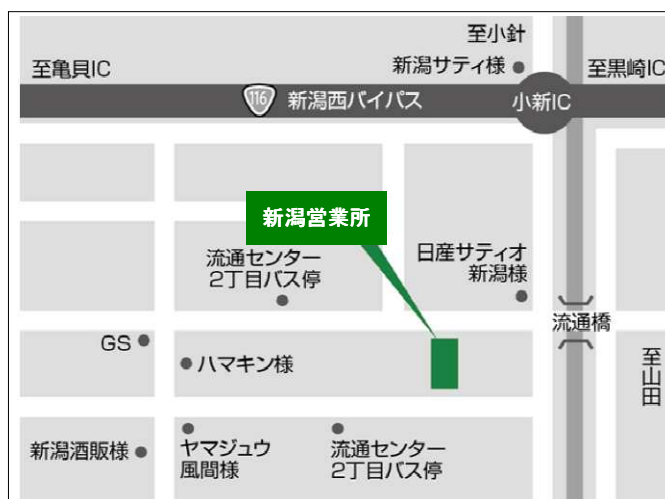 至小針
至亀貝IC
新潟サティ様
至黒崎IC
116
新潟西バイパス
小新IC
新潟営業所
流通センター
2丁目バス停
日産サティオ
新潟様
流通橋
GS
ハマキン様
至山田
新潟酒販様
ヤマジュウ
風間様
流通センター
2丁目バス停